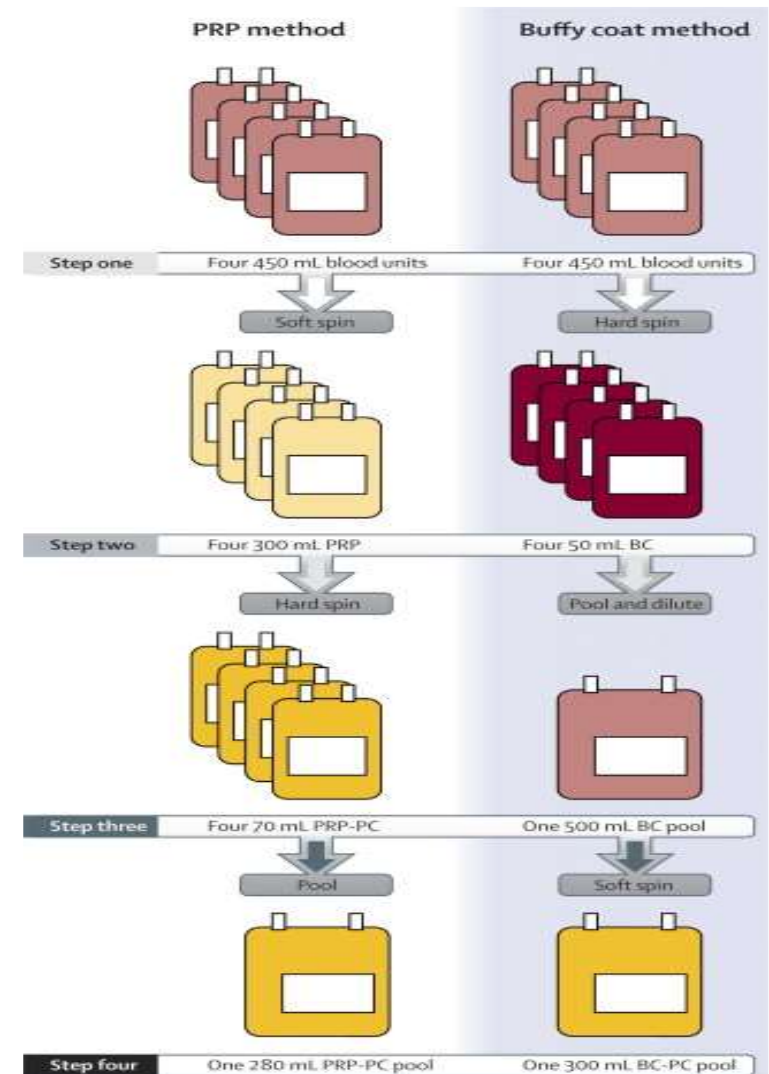 PRP method Buffy coat method
Step one Four 450 mL blood units Four 450 mL blood units
Soft spin Hard spin
Step two Four 300 mL PRP Four 50 mL BC
Hard spin Pool and dilute
Step three Four 70 mL PRP-PC One 500 mL BC pool
Pool Soft spin
Step four One 280 mL PRP-PC pool One 300 mL BC-PC pool